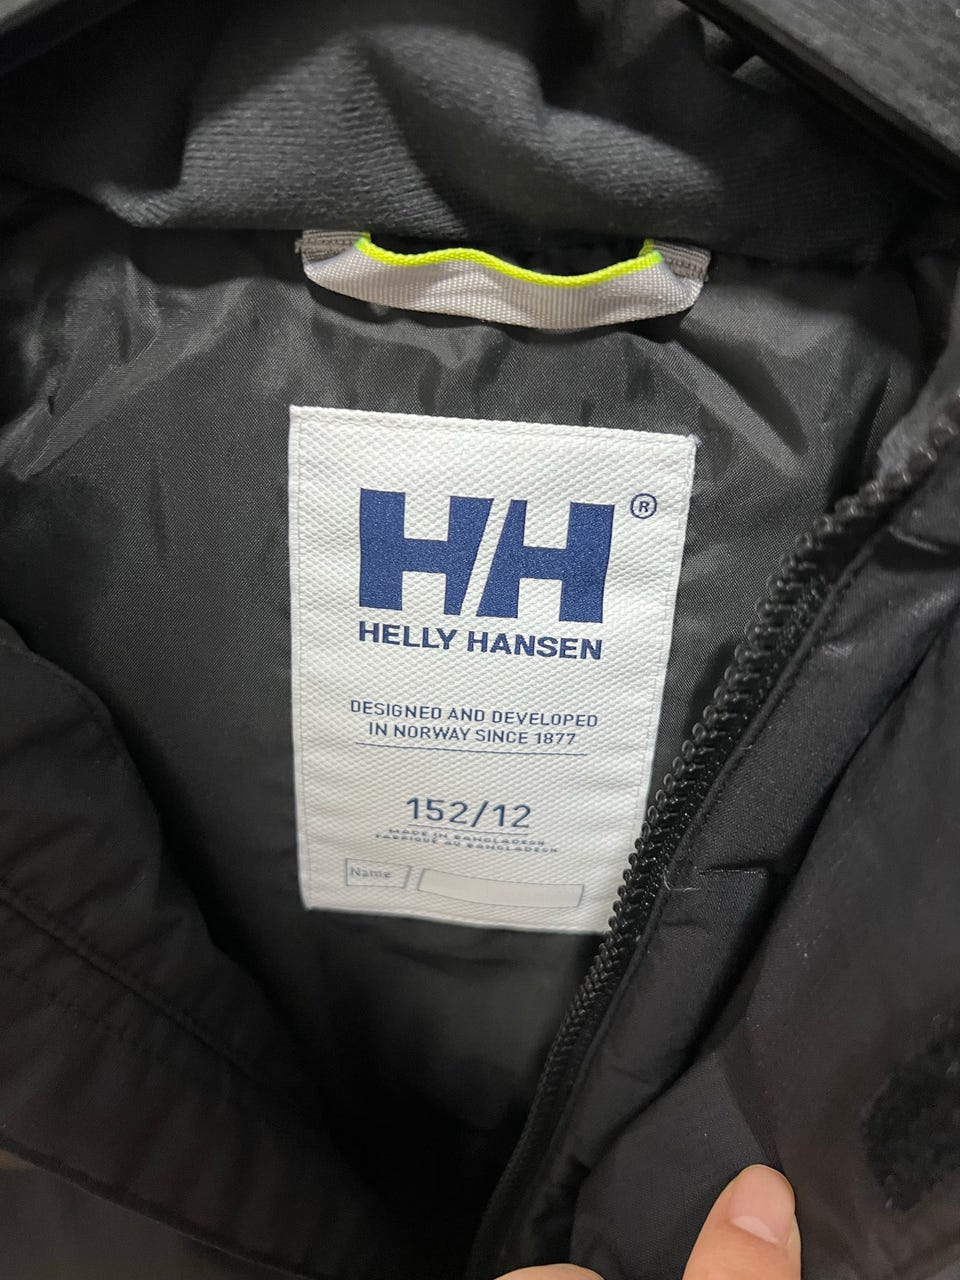 HH®
HELLY HANSEN
DESIGNED AND DEVELOPED
IN NORWAY SINCE 1877
152/12
MADE IN BANGLADESH
FABRIQUÉ AU BANGLADESH
Name